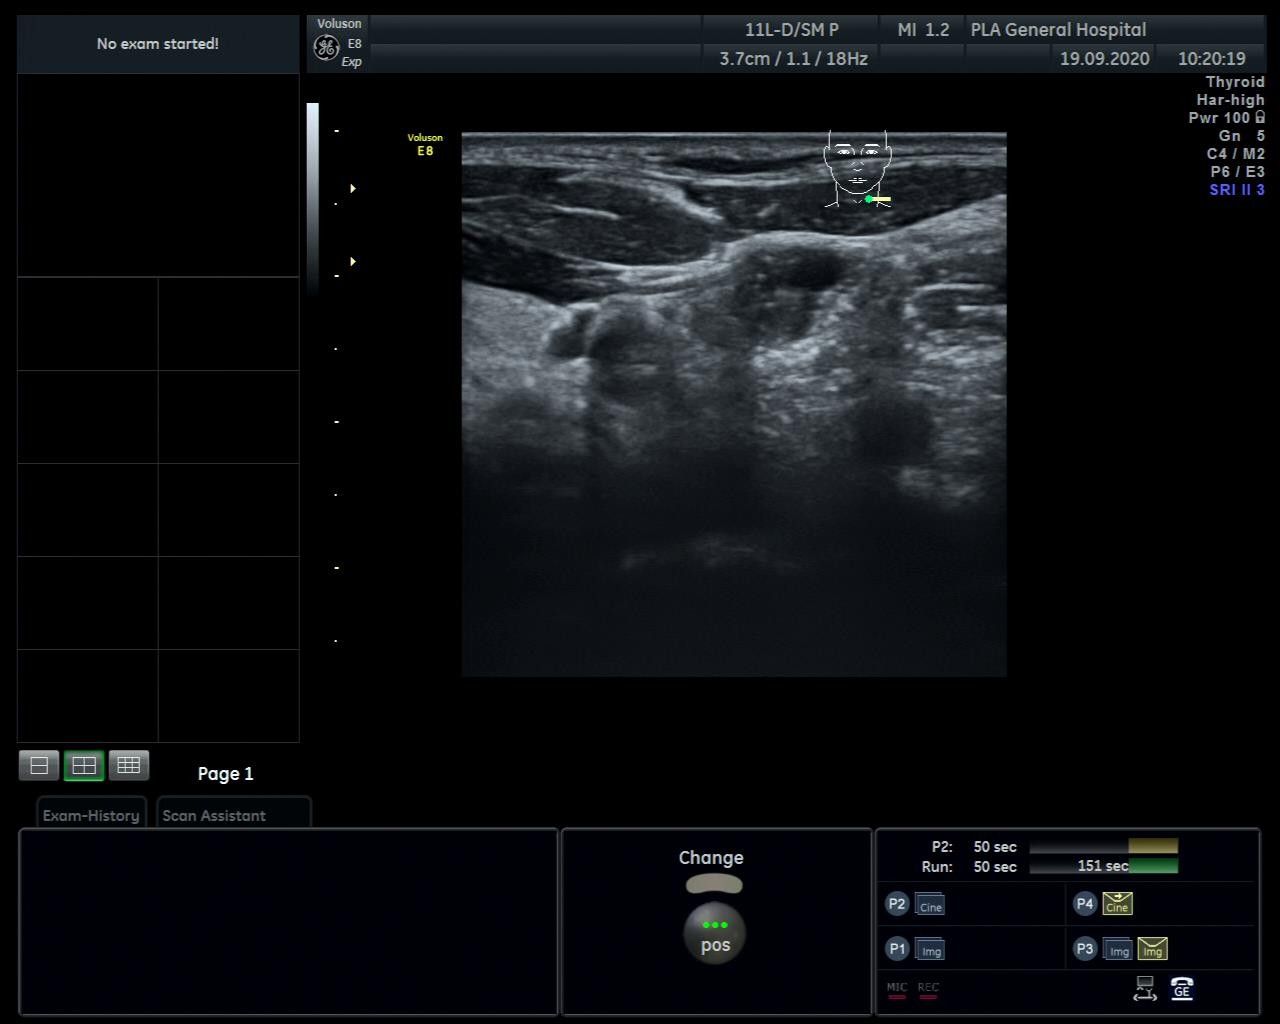 No exam started!
Voluson
E8
Exp
11L-D/SM P
MI 1.2
PLA General Hospital
3.7cm / 1.1 / 18Hz
19.09.2020
10:20:19
Thyroid
Har-high
Pwr 100
Gn 5
C4 / M2
P6 / E3
SRI II 3
Voluson
E8
Page 1
Exam-History
Scan Assistant
Change
pos
P2: 50 sec
Run: 50 sec 151 sec
P2 Cine
P4 Cine
P1 Img
P3 Img Img
MIC REC
GE